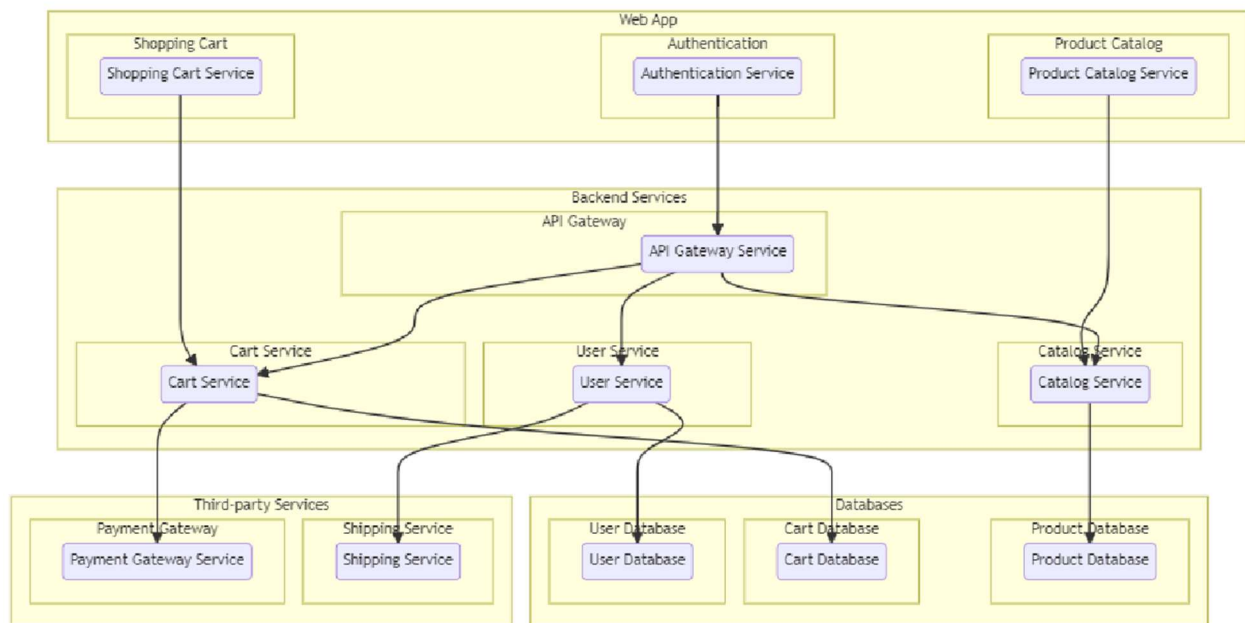 Web App
Shopping Cart
Authentication
Product Catalog
Shopping Cart Service
Authentication Service
Product Catalog Service
Backend Services
API Gateway
API Gateway Service
Cart Service
User Service
Catalog Service
Cart Service
User Service
Catalog Service
Third-party Services
Databases
Payment Gateway
Shipping Service
User Database
Cart Database
Product Database
Payment Gateway Service
Shipping Service
User Database
Cart Database
Product Database